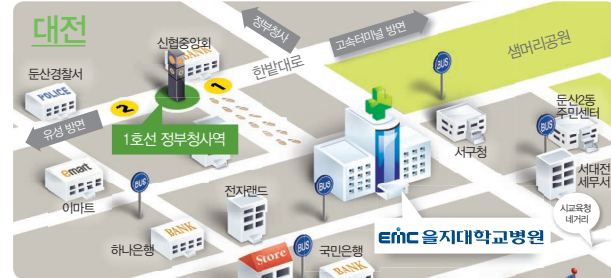 대전
정부청사
고속터미널 방면
신협중앙회
BANK
한밭대로
샘머리공원
BUS
둔산경찰서
POLICE
2
1
유성 방면
1호선 정부청사역
둔산2동
주민센터
BUS
서구청
서대전
세무서
emart
이마트
BUS
전자랜드
BUS
시교육청
네거리
EMC 을지대학교병원
하나은행
BANK
Store
BUS
국민은행
BANK